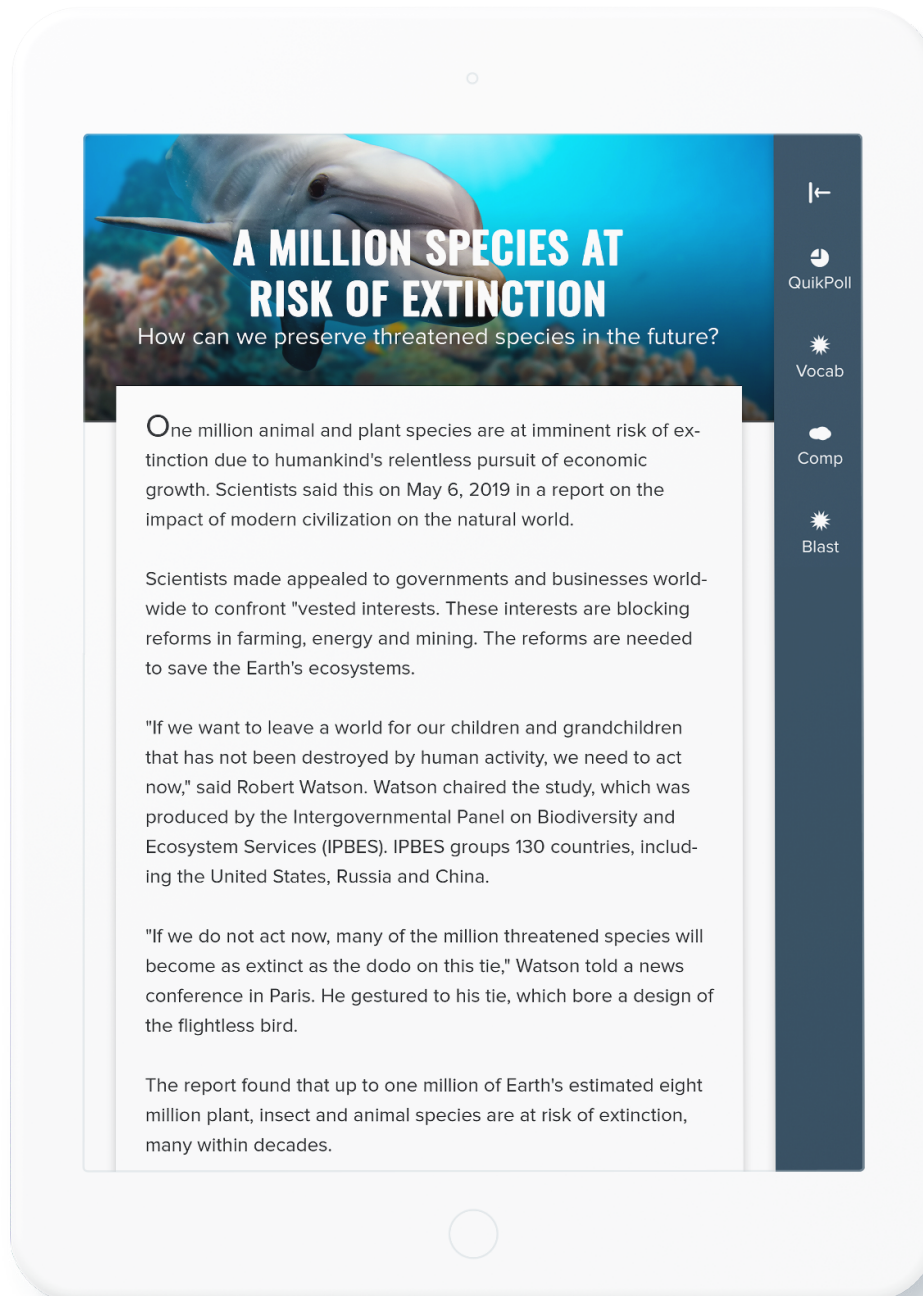 A MILLION SPECIES AT
RISK OF EXTINCTION
How can we preserve threatened species in the future?
One million animal and plant species are at imminent risk of ex-
tinction due to humankind's relentless pursuit of economic
growth. Scientists said this on May 6, 2019 in a report on the
impact of modern civilization on the natural world.
Scientists made appealed to governments and businesses world-
wide to confront "vested interests. These interests are blocking
reforms in farming, energy and mining. The reforms are needed
to save the Earth's ecosystems.
"If we want to leave a world for our children and grandchildren
that has not been destroyed by human activity, we need to act
now," said Robert Watson. Watson chaired the study, which was
produced by the Intergovernmental Panel on Biodiversity and
Ecosystem Services (IPBES). IPBES groups 130 countries, includ-
ing the United States, Russia and China.
"If we do not act now, many of the million threatened species will
become as extinct as the dodo on this tie," Watson told a news
conference in Paris. He gestured to his tie, which bore a design of
the flightless bird.
The report found that up to one million of Earth's estimated eight
million plant, insect and animal species are at risk of extinction,
many within decades.
QuikPoll
Vocab
Comp
Blast